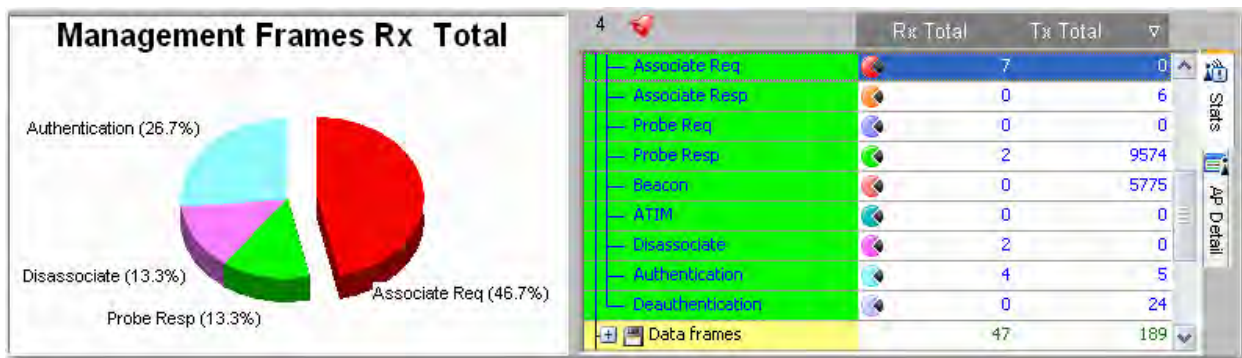 Management Frames Rx Total
Authentication (26.7%)
Disassociate (13.3%)
Probe Resp (13.3%)
Associate Req (46.7%)
4 Rx Total Tx Total
Associate Req 7 0
Associate Resp 0 6
Probe Req 0 0
Probe Resp 2 9574
Beacon 0 5775
ATIM 0 0
Disassociate 2 0
Authentication 4 5
Deauthentication 0 24
Data frames 47 189
Stats
AP Detail